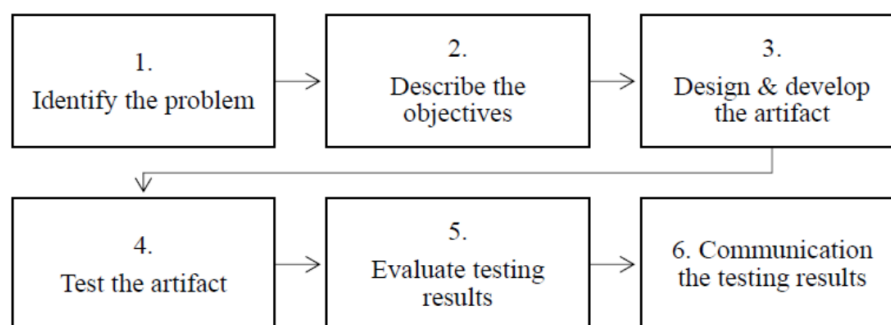 1.
Identify the problem
2.
Describe the
objectives
3.
Design & develop
the artifact
4.
Test the artifact
5.
Evaluate testing
results
6. Communication
the testing results